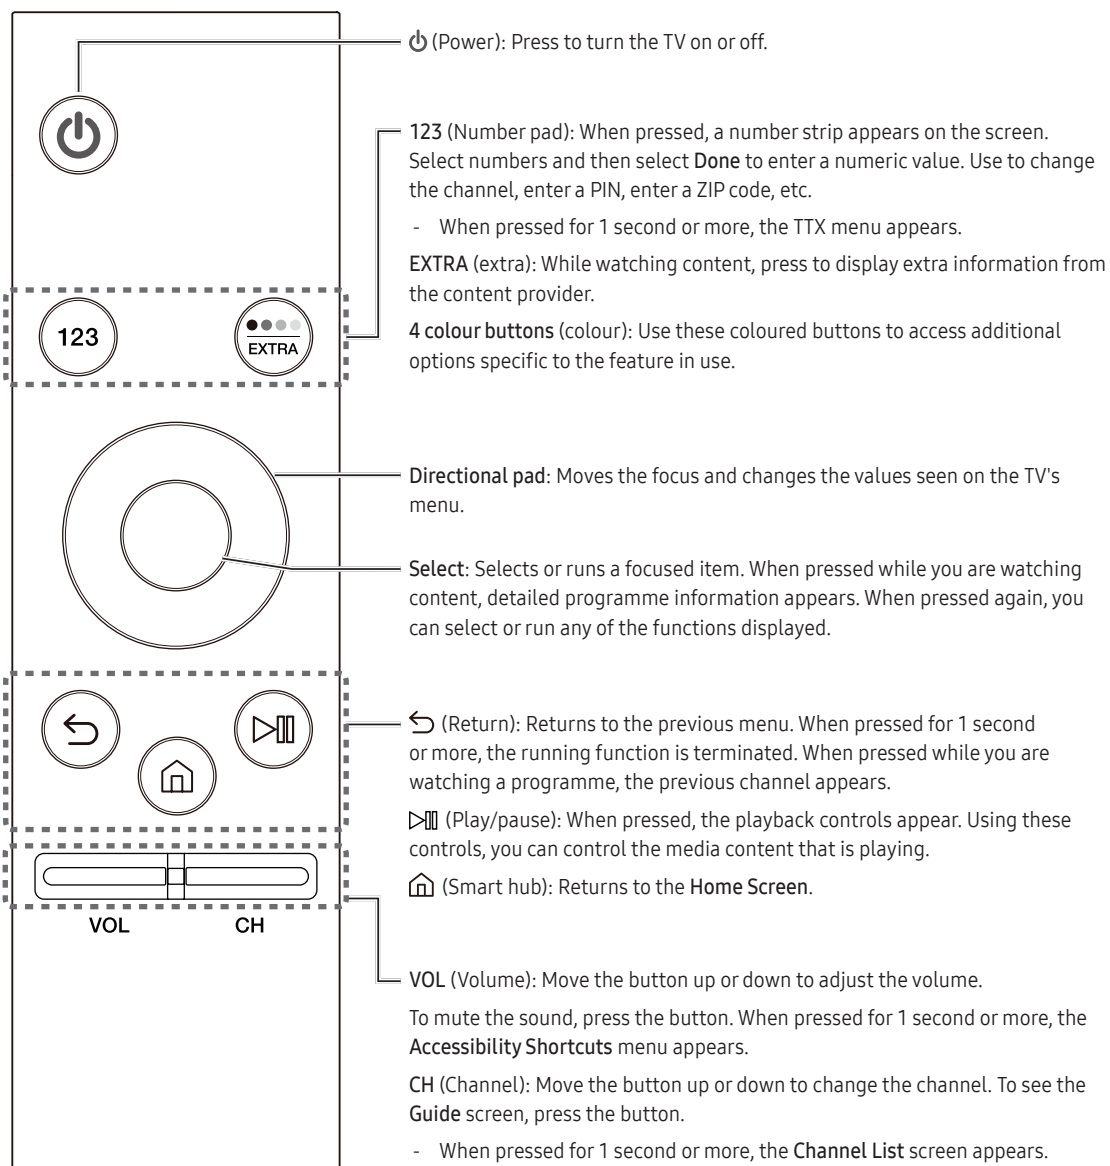 (Power): Press to turn the TV on or off.
123 (Number pad): When pressed, a number strip appears on the screen.
Select numbers and then select Done to enter a numeric value. Use to change
the channel, enter a PIN, enter a ZIP code, etc.
- When pressed for 1 second or more, the TTX menu appears.
EXTRA (extra): While watching content, press to display extra information from
the content provider.
4 colour buttons (colour): Use these coloured buttons to access additional
options specific to the feature in use.
123
EXTRA
Directional pad: Moves the focus and changes the values seen on the TV's
menu.
Select: Selects or runs a focused item. When pressed while you are watching
content, detailed programme information appears. When pressed again, you
can select or run any of the functions displayed.
(Return): Returns to the previous menu. When pressed for 1 second
or more, the running function is terminated. When pressed while you are
watching a programme, the previous channel appears.
(Play/pause): When pressed, the playback controls appear. Using these
controls, you can control the media content that is playing.
(Smart hub): Returns to the Home Screen.
VOL
CH
VOL (Volume): Move the button up or down to adjust the volume.
To mute the sound, press the button. When pressed for 1 second or more, the
Accessibility Shortcuts menu appears.
CH (Channel): Move the button up or down to change the channel. To see the
Guide screen, press the button.
- When pressed for 1 second or more, the Channel List screen appears.